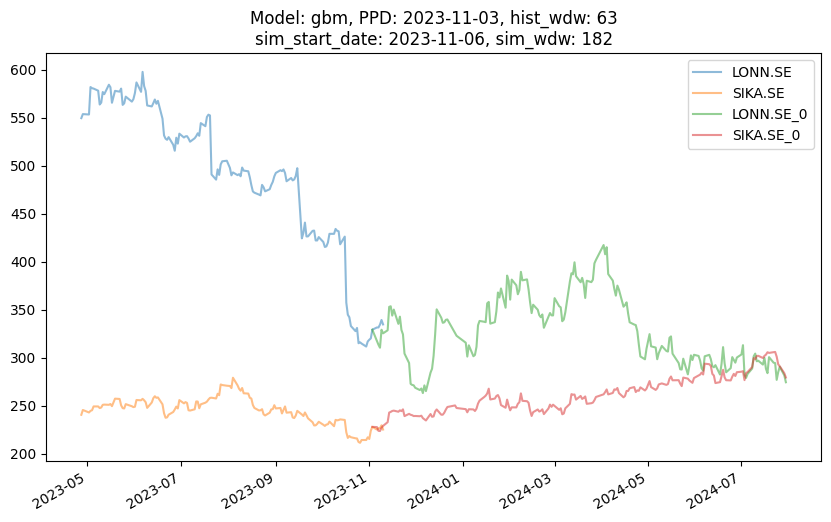 Model: gbm, PPD: 2023-11-03, hist_wdw: 63
sim_start_date: 2023-11-06, sim_wdw: 182
LONN.SE
SIKA.SE
LONN.SE_0
SIKA.SE_0
600
550
500
450
400
350
300
250
200
2023-05
2023-07
2023-09
2023-11
2024-01
2024-03
2024-05
2024-07